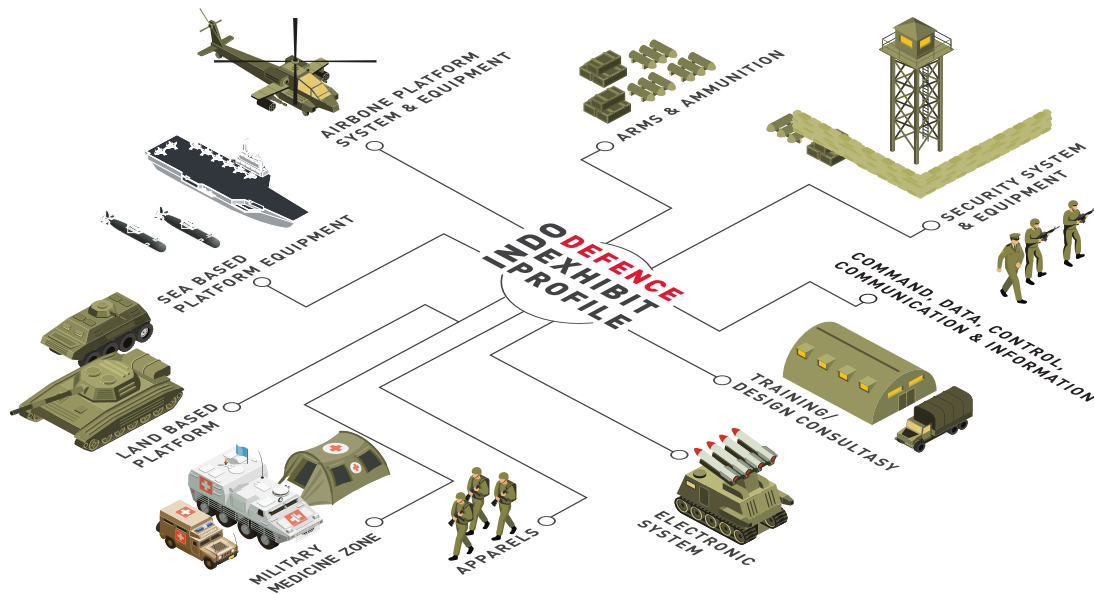 AIRBONE PLATFORM
SYSTEM & EQUIPMENT
ARMS & AMMUNITION
SECURITY SYSTEM
& EQUIPMENT
SEA BASED
PLATFORM EQUIPMENT
INDO DEFENCE
EXHIBIT
PROFILE
COMMAND, DATA, CONTROL,
COMMUNICATION & INFORMATION
LAND BASED
PLATFORM
TRAINING/
DESIGN CONSULTASY
MILITARY
MEDICINE ZONE
APPARELS
ELECTRONIC
SYSTEM